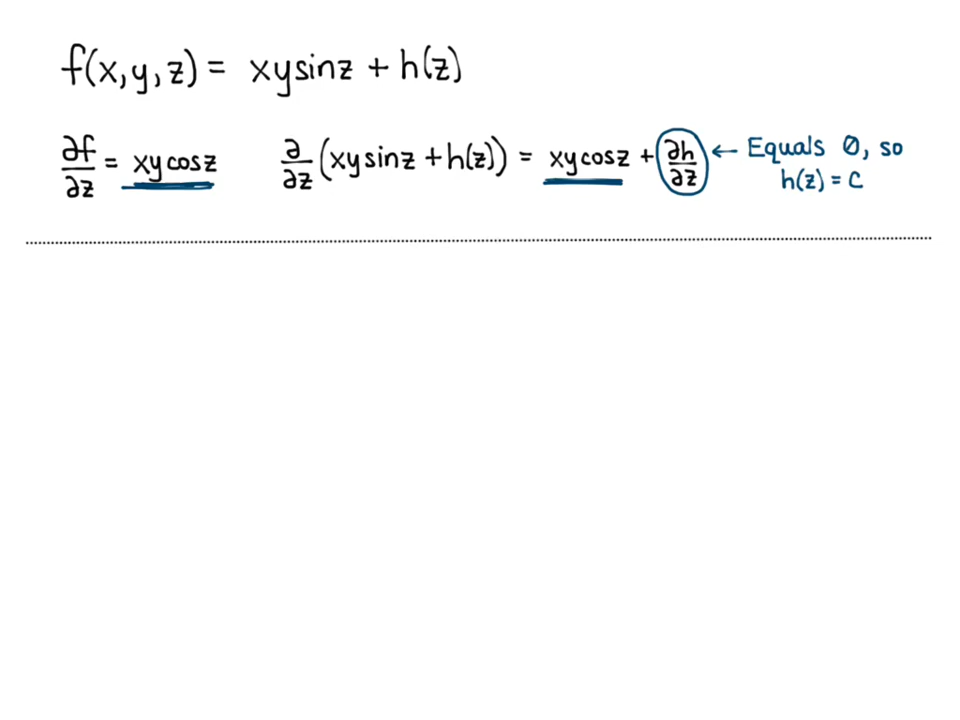 f(x,y,z) = xysinz + h(z)
∂f/∂z = xycosz    ∂/∂z (xysinz + h(z)) = xycosz + ∂h/∂z ← Equals 0, so
h(z) = c